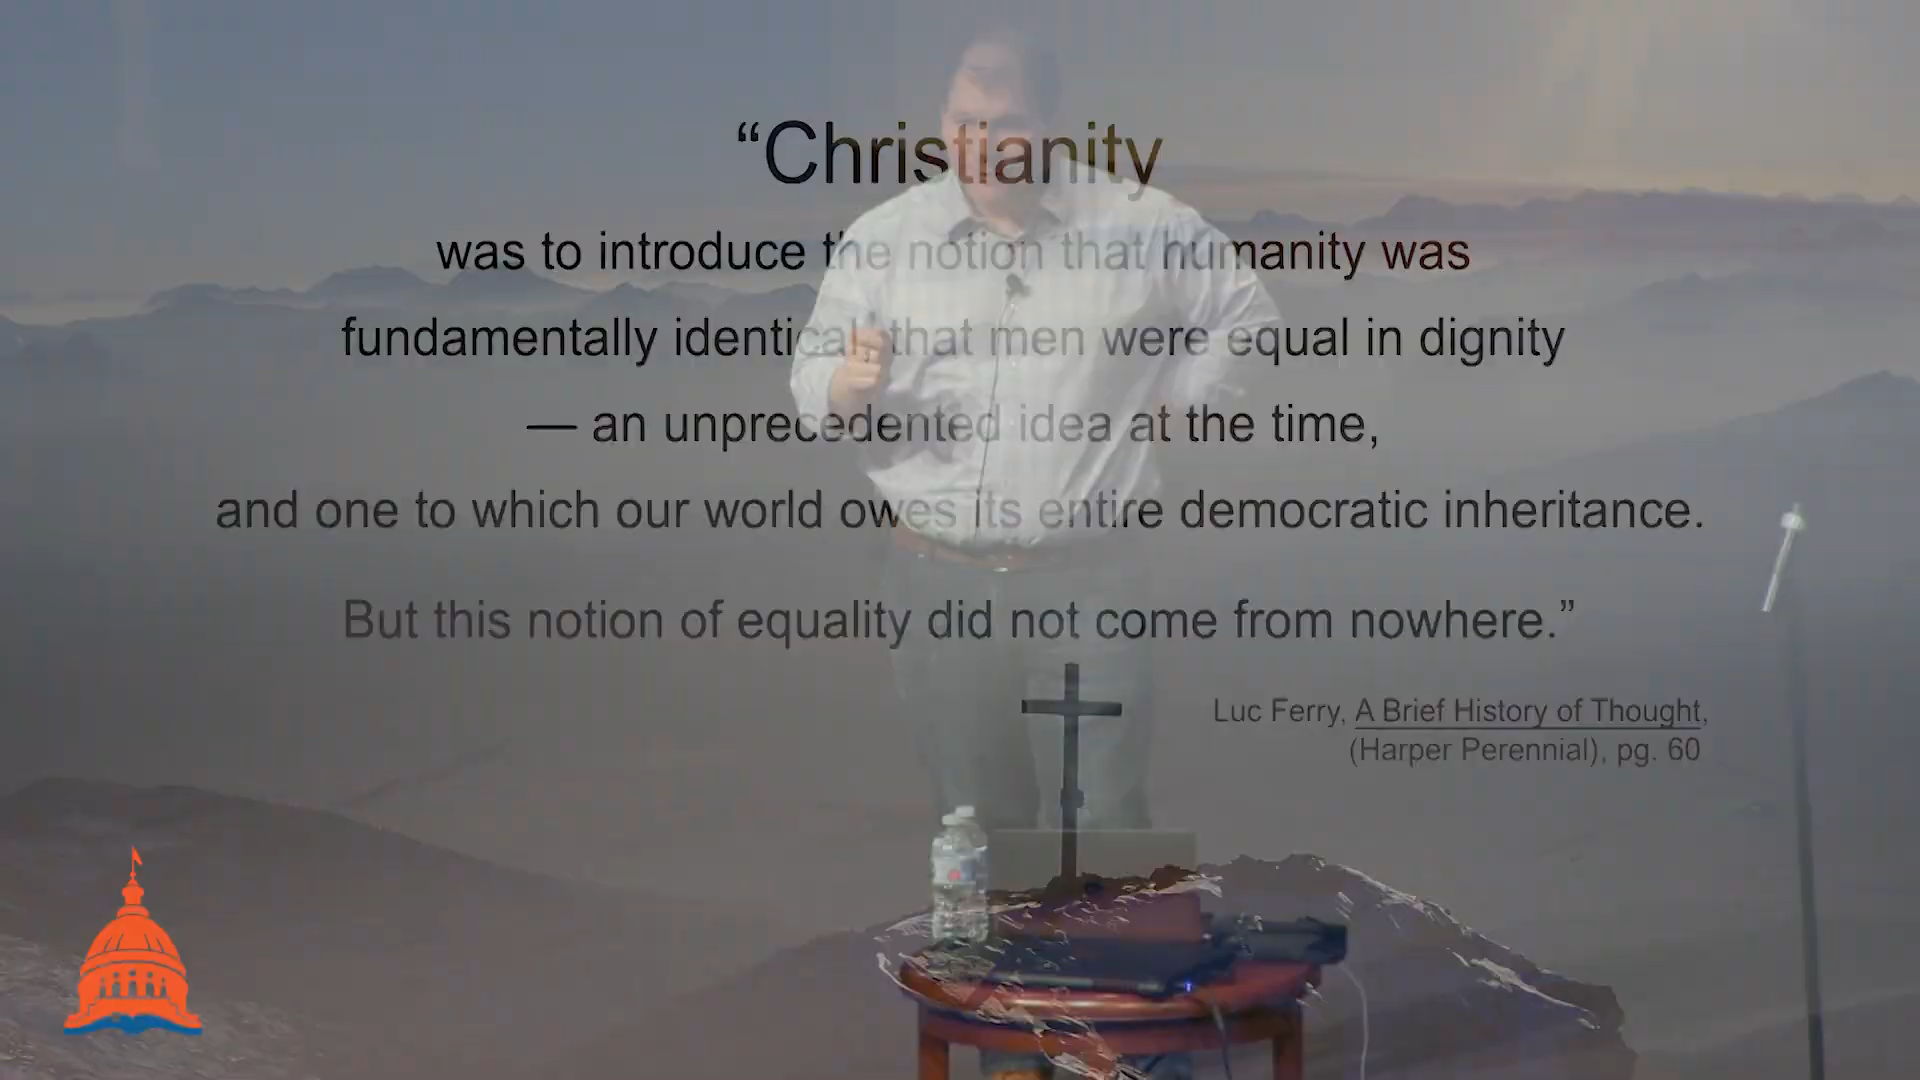 “Christianity
was to introduce the notion that humanity was
fundamentally identical, that men were equal in dignity
— an unprecedented idea at the time,
and one to which our world owes its entire democratic inheritance.
But this notion of equality did not come from nowhere.”
Luc Ferry, A Brief History of Thought,
(Harper Perennial), pg. 60